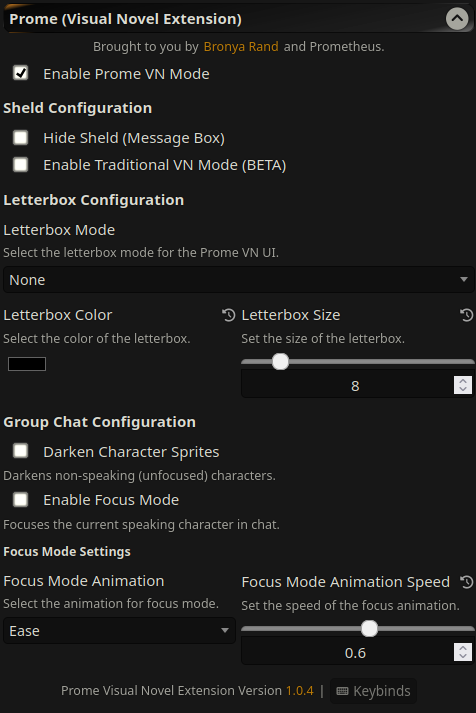 Prome (Visual Novel Extension)
Brought to you by Bronya Rand and Prometheus.
Enable Prome VN Mode
Sheld Configuration
Hide Sheld (Message Box)
Enable Traditional VN Mode (BETA)
Letterbox Configuration
Letterbox Mode
Select the letterbox mode for the Prome VN UI.
None
Letterbox Color
Select the color of the letterbox.
Letterbox Size
Set the size of the letterbox.
8
Group Chat Configuration
Darken Character Sprites
Darkens non-speaking (unfocused) characters.
Enable Focus Mode
Focuses the current speaking character in chat.
Focus Mode Settings
Focus Mode Animation
Select the animation for focus mode.
Ease
Focus Mode Animation Speed
Set the speed of the focus animation.
0.6
Prome Visual Novel Extension Version 1.0.4 | Keybinds